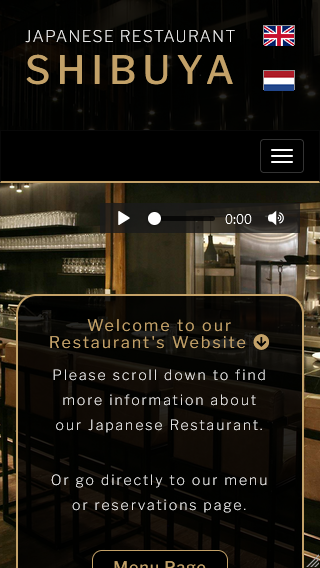 JAPANESE RESTAURANT
SHIBUYA
0:00
Welcome to our
Restaurant's Website
Please scroll down to find
more information about
our Japanese Restaurant.
Or go directly to our menu
or reservations page.
Menu Page